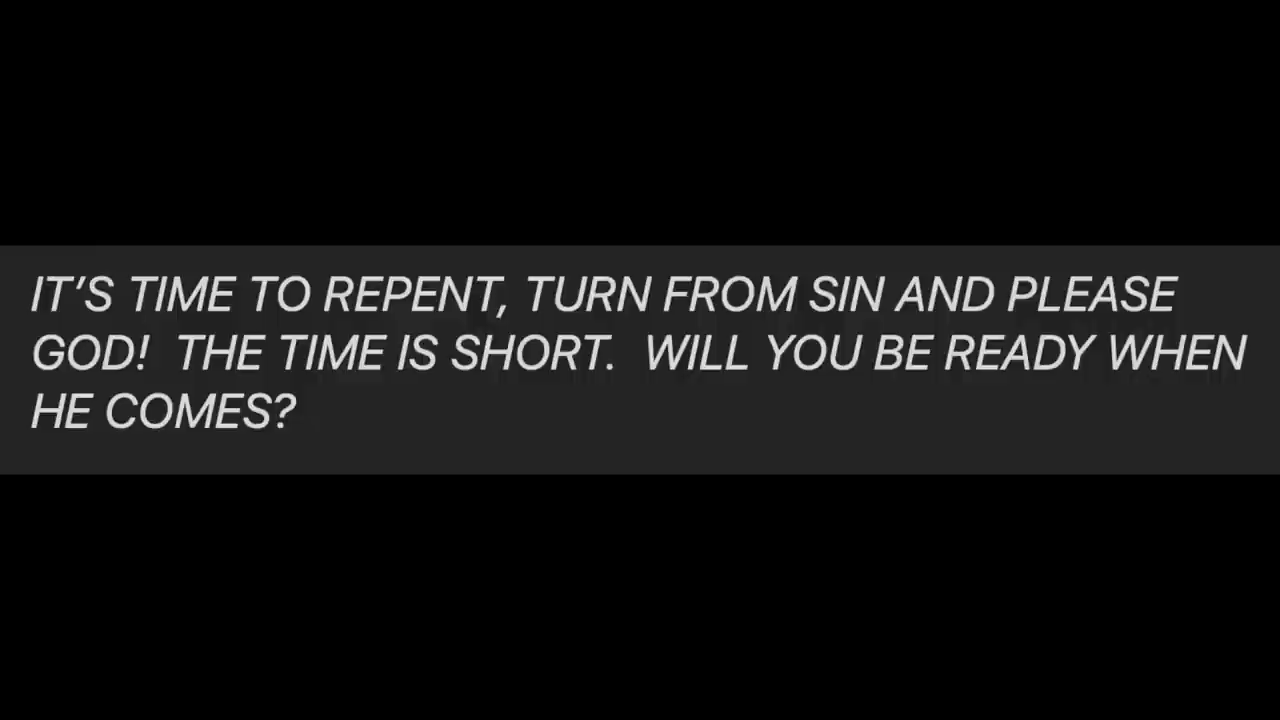 IT’S TIME TO REPENT, TURN FROM SIN AND PLEASE
GOD!  THE TIME IS SHORT.  WILL YOU BE READY WHEN
HE COMES?